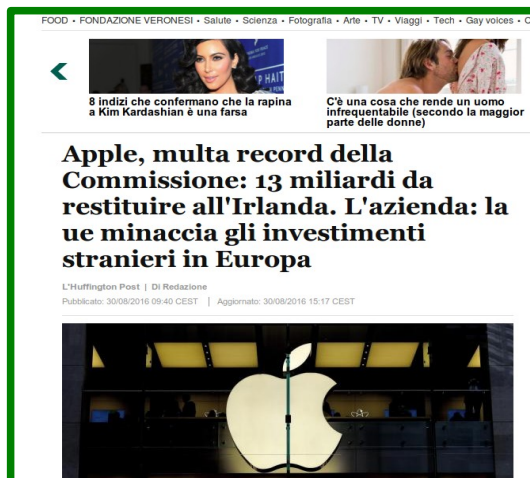 FOOD • FONDAZIONE VERONESI • Salute • Scienza • Fotografia • Arte • TV • Viaggi • Tech • Gay voices •
P HAIT
8 indizi che confermano che la rapina
a Kim Kardashian è una farsa
C'è una cosa che rende un uomo
infrequentabile (secondo la maggior
parte delle donne)
Apple, multa record della
Commissione: 13 miliardi da
restituire all'Irlanda. L'azienda: la
ue minaccia gli investimenti
stranieri in Europa
L'Huffington Post | Di Redazione
Pubblicato: 30/08/2016 09:40 CEST | Aggiornato: 30/08/2016 15:17 CEST